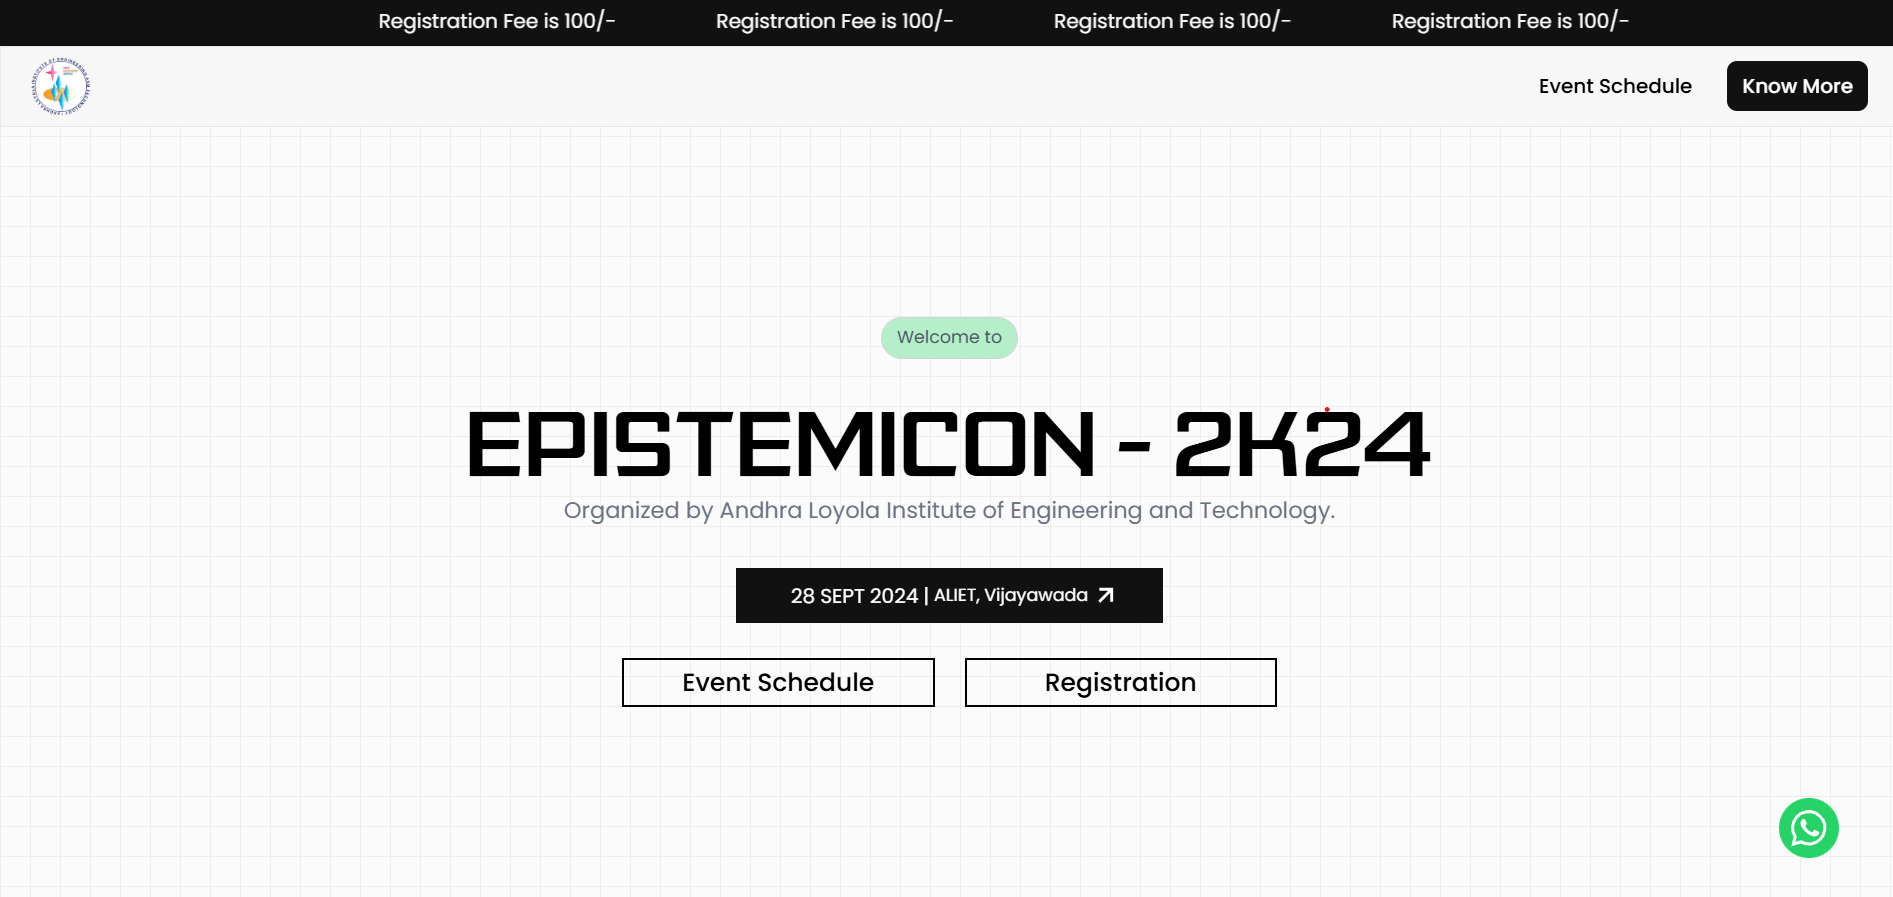 Registration Fee is 100/- Registration Fee is 100/- Registration Fee is 100/- Registration Fee is 100/-
Event Schedule Know More
Welcome to
EPISTEMICON - 2K24
Organized by Andhra Loyola Institute of Engineering and Technology.
28 SEPT 2024 | ALIET, Vijayawada
Event Schedule Registration